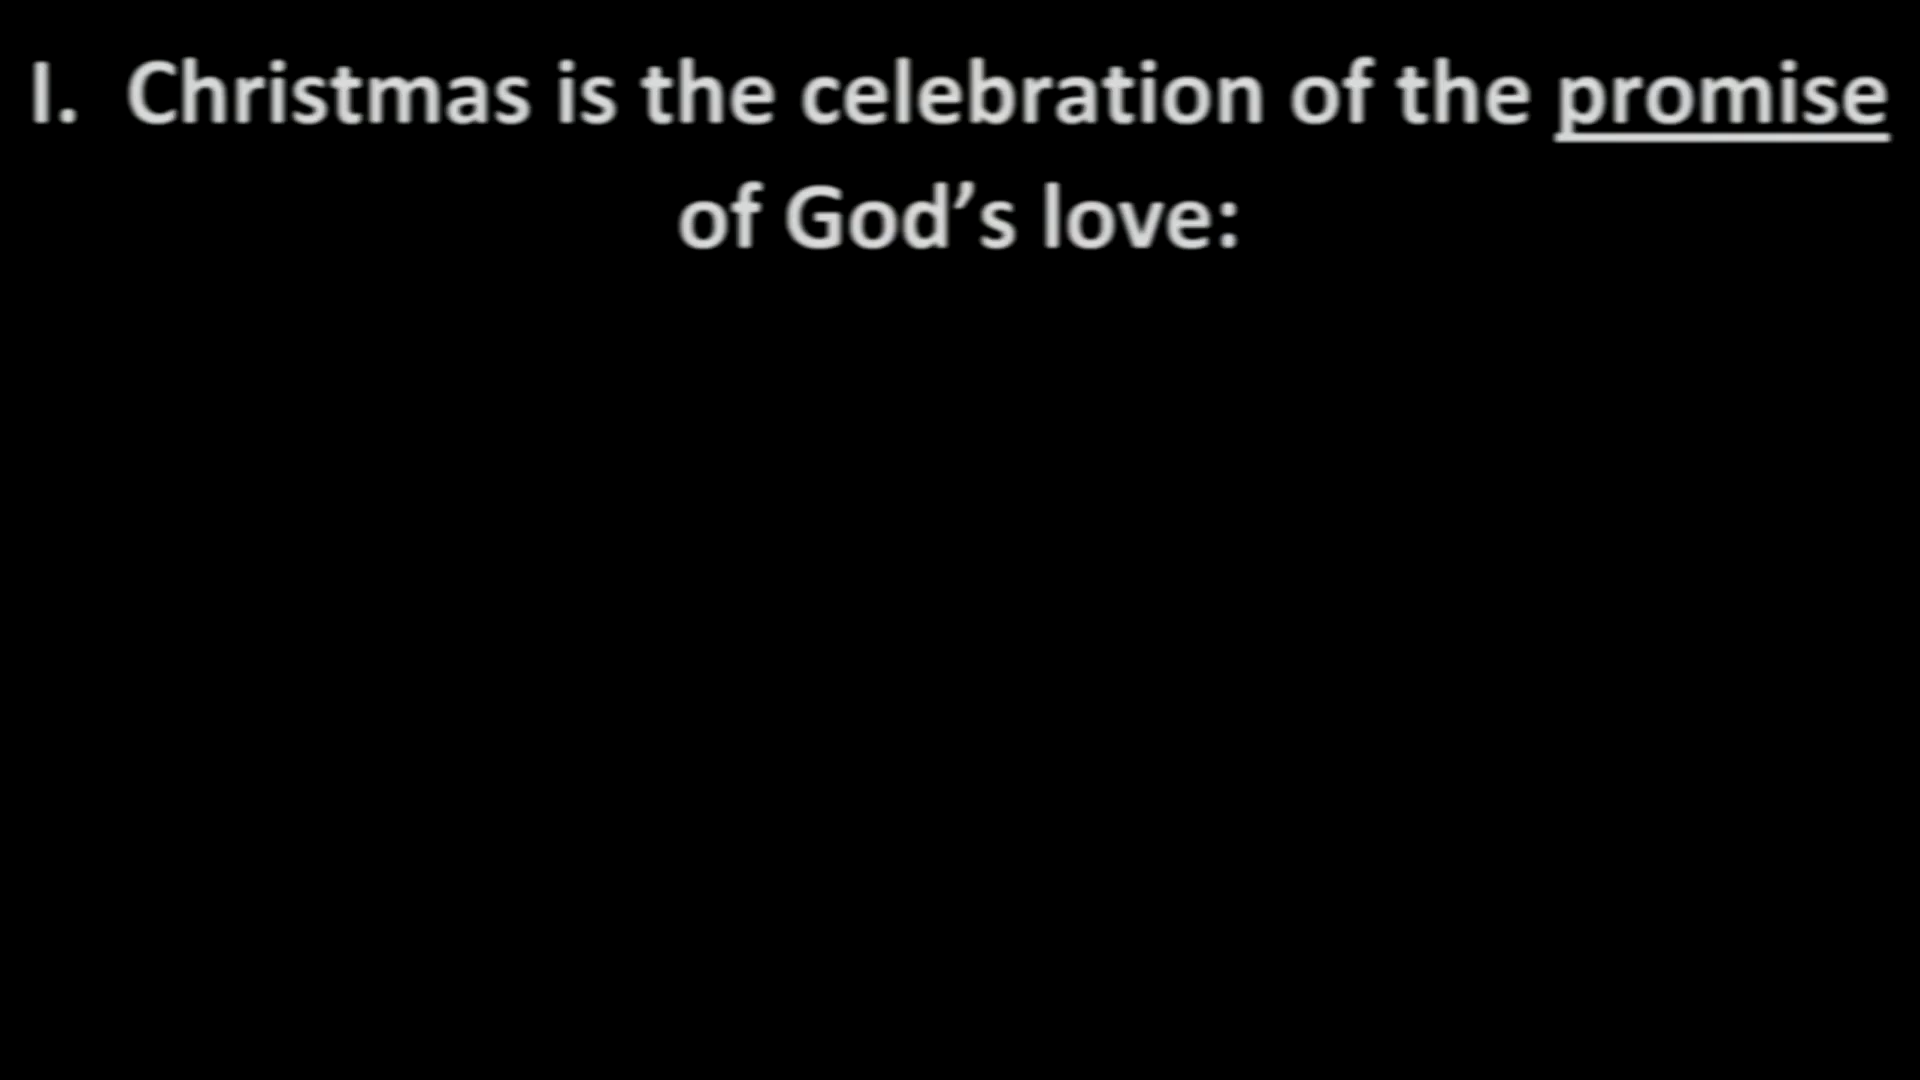 I. Christmas is the celebration of the promise
of God’s love: